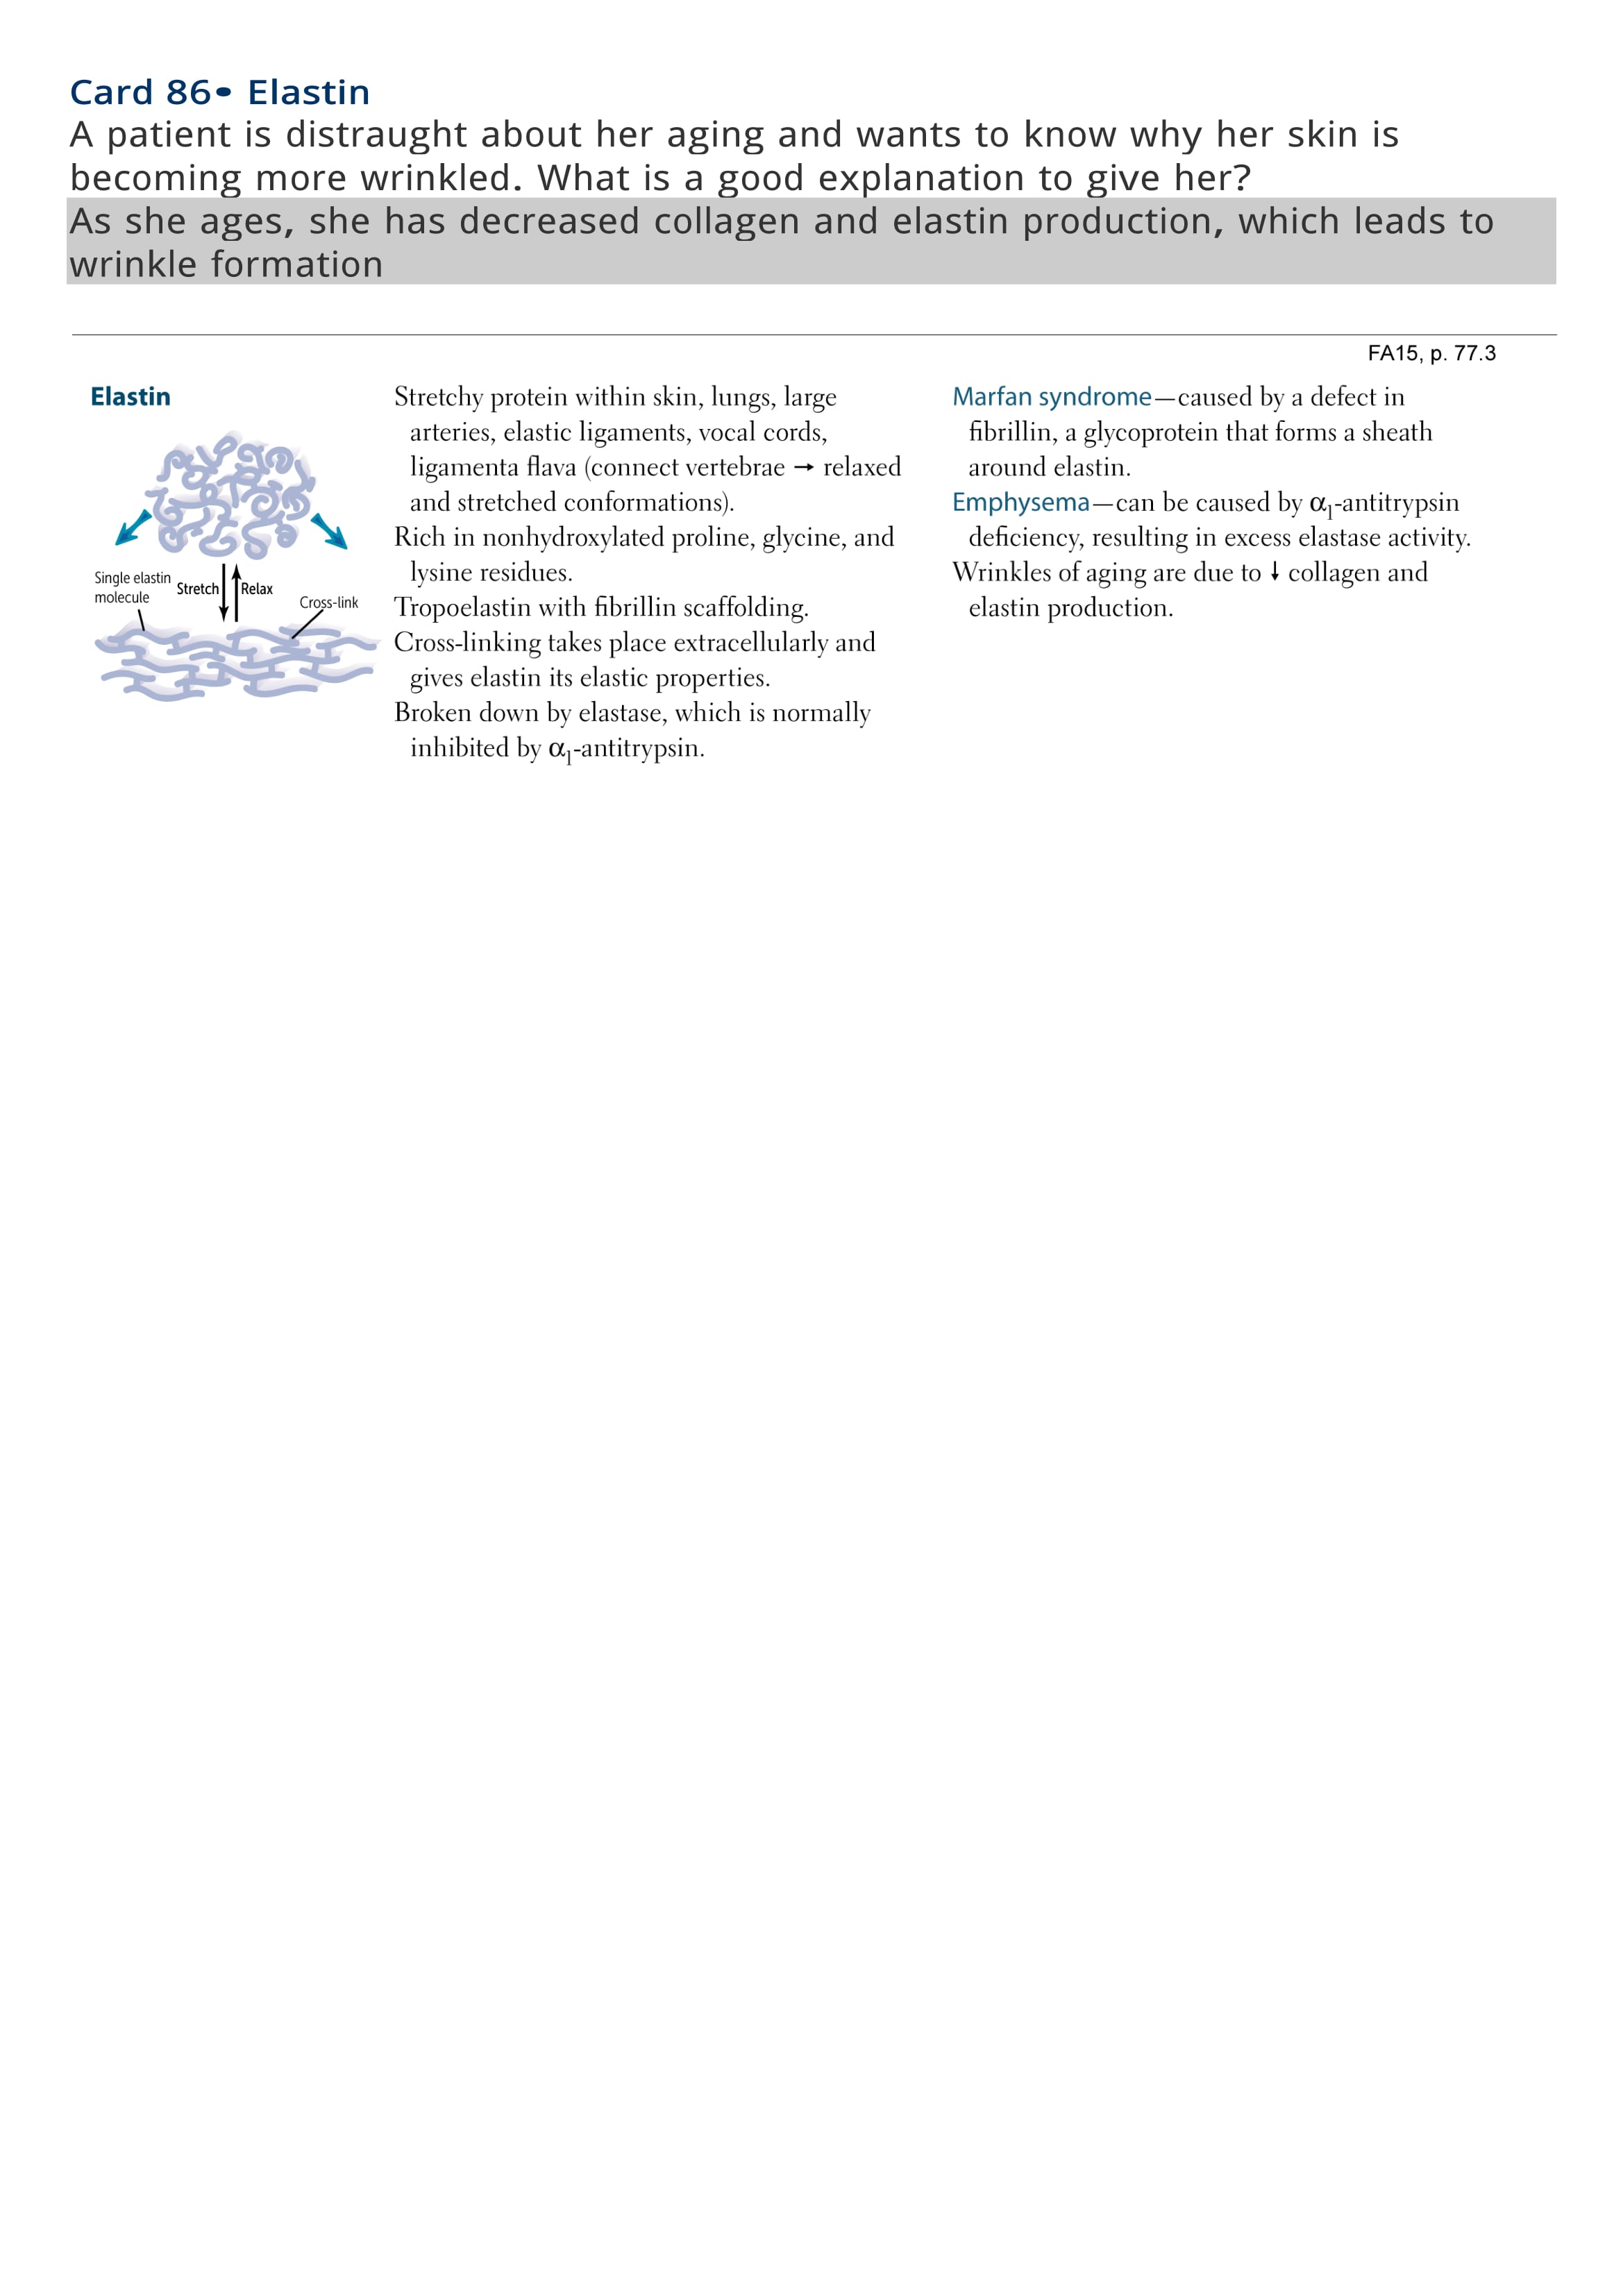 Card 86• Elastin
A patient is distraught about her aging and wants to know why her skin is
becoming more wrinkled. What is a good explanation to give her?
As she ages, she has decreased collagen and elastin production, which leads to
wrinkle formation
FA15, p. 77.3
Elastin
Single elastin
molecule
Stretch
Relax
Cross-link
Stretchy protein within skin, lungs, large
arteries, elastic ligaments, vocal cords,
ligamenta flava (connect vertebrae → relaxed
and stretched conformations).
Rich in nonhydroxylated proline, glycine, and
lysine residues.
Tropoelastin with fibrillin scaffolding.
Cross-linking takes place extracellularly and
gives elastin its elastic properties.
Broken down by elastase, which is normally
inhibited by α₁-antitrypsin.
Marfan syndrome—caused by a defect in
fibrillin, a glycoprotein that forms a sheath
around elastin.
Emphysema—can be caused by α₁-antitrypsin
deficiency, resulting in excess elastase activity.
Wrinkles of aging are due to ↓ collagen and
elastin production.